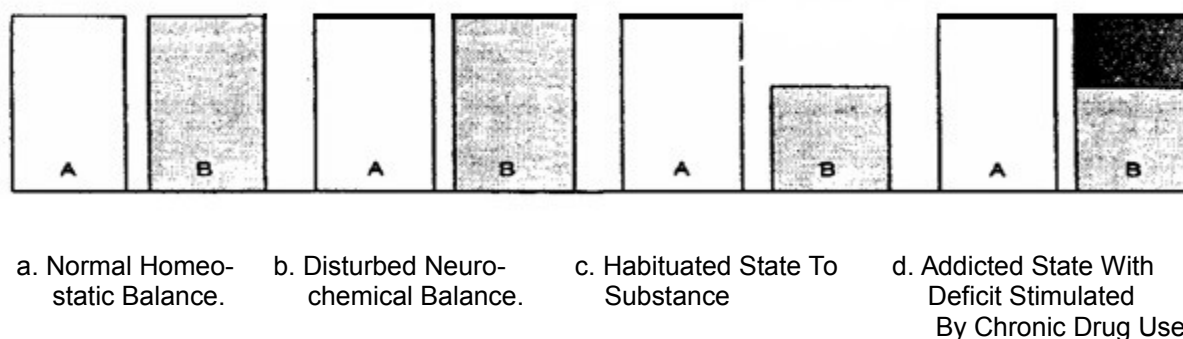 A B A B A B A B
a. Normal Homeo-
static Balance.
b. Disturbed Neuro-
chemical Balance.
c. Habituated State To
Substance
d. Addicted State With
Deficit Stimulated
By Chronic Drug Use